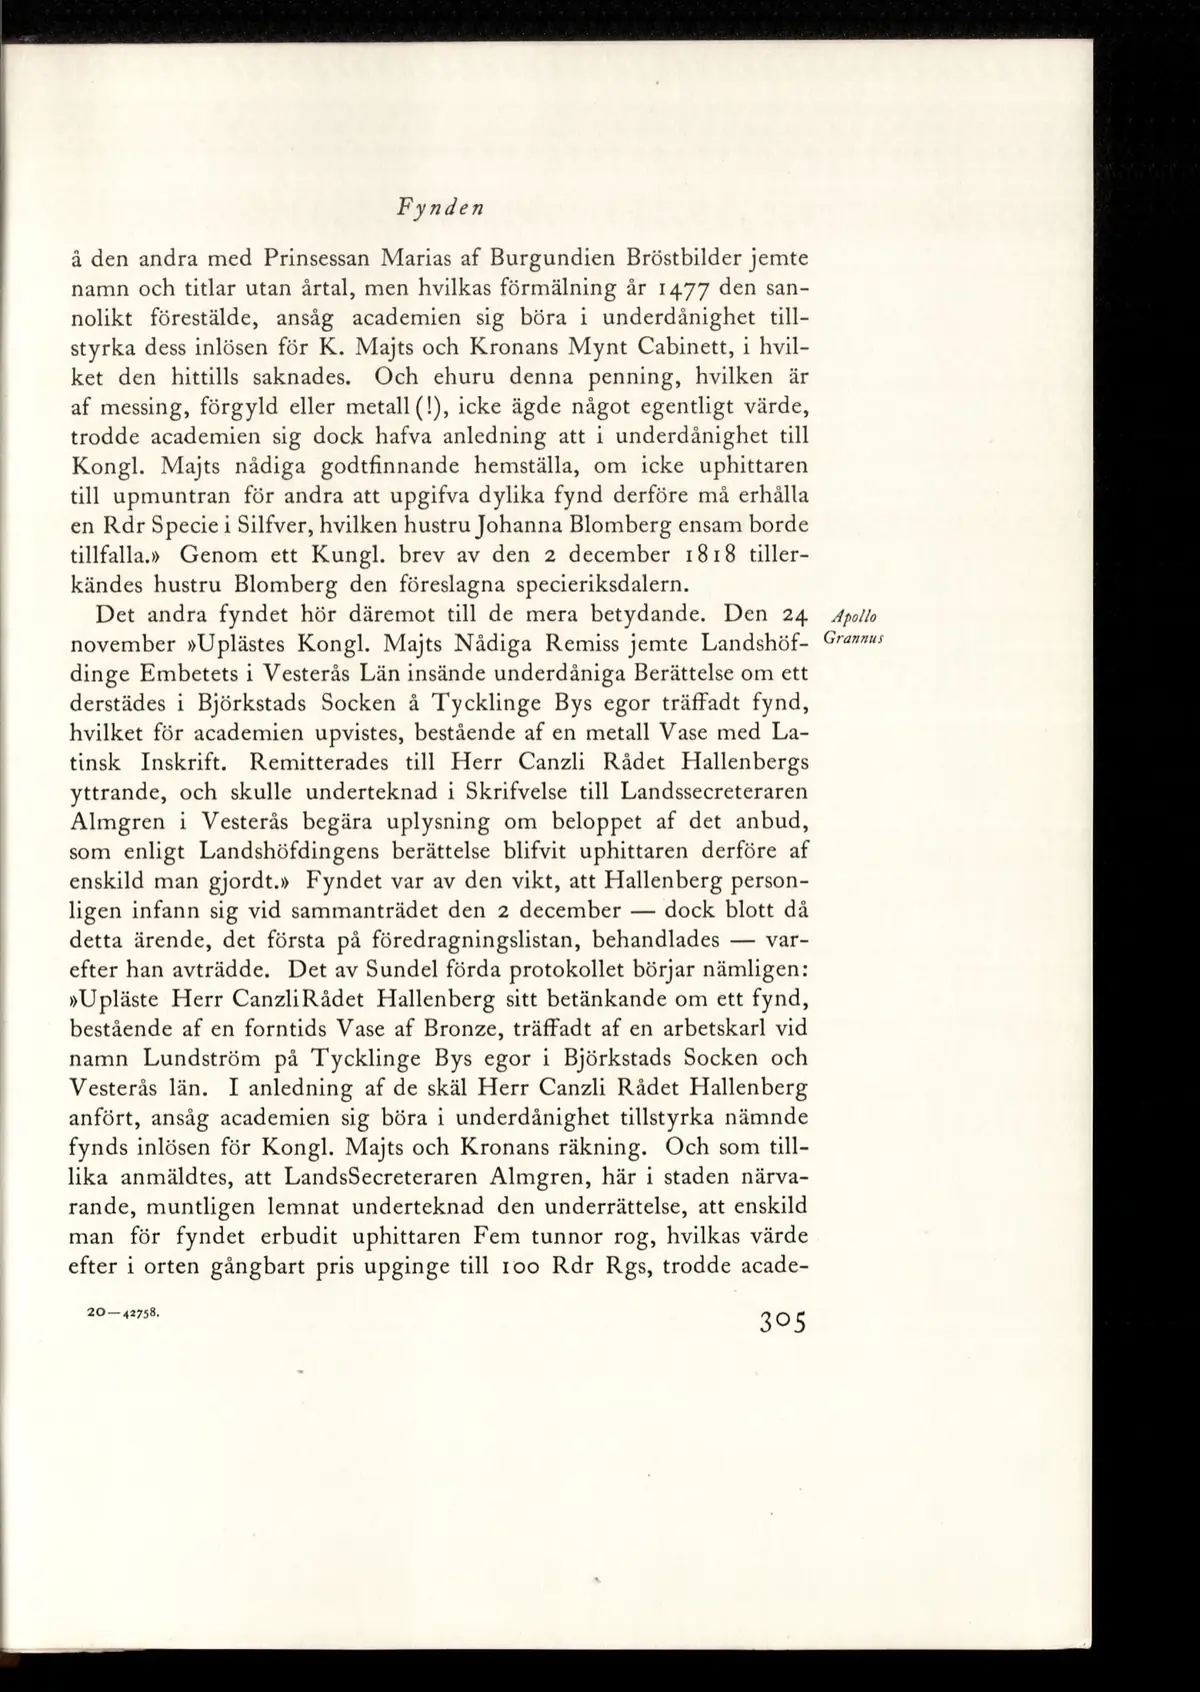 Fynden
å den andra med Prinsessan Marias af Burgundien Bröstbilder jemte
namn och titlar utan årtal, men hvilkas förmälning år 1477 den san-
nolikt förestälde, ansåg academien sig böra i underdånighet till-
styrka dess inlösen för K. Majts och Kronans Mynt Cabinett, i hvil-
ket den hittills saknades. Och ehuru denna penning, hvilken är
af messing, förgyld eller metall (!), icke ägde något egentligt värde,
trodde academien sig dock hafva anledning att i underdånighet till
Kongl. Majts nådiga godtfinnande hemställa, om icke uphittaren
till upmuntran för andra att upgifva dylika fynd derföre må erhålla
en Rdr Specie i Silfver, hvilken hustru Johanna Blomberg ensam borde
tillfalla.» Genom ett Kungl. brev av den 2 december 1818 tiller-
kändes hustru Blomberg den föreslagna specieriksdalern.
Det andra fyndet hör däremot till de mera betydande. Den 24
november »Uplästes Kongl. Majts Nådiga Remiss jemte Landshöf-
dinge Embetets i Vesterås Län insände underdåniga Berättelse om ett
derstädes i Björkstads Socken å Tycklinge Bys egor träffadt fynd,
hvilket för academien upvistes, bestående af en metall Vase med La-
tinsk Inskrift. Remitterades till Herr Canzli Rådet Hallenbergs
yttrande, och skulle underteknad i Skrifvelse till Landssecreteraren
Almgren i Vesterås begära uplysning om beloppet af det anbud,
som enligt Landshöfdingens berättelse blifvit uphittaren derföre af
enskild man gjordt.» Fyndet var av den vikt, att Hallenberg person-
ligen infann sig vid sammanträdet den 2 december — dock blott då
detta ärende, det första på föredragningslistan, behandlades — var-
efter han avträdde. Det av Sundel förda protokollet börjar nämligen:
»Upläste Herr CanzliRådet Hallenberg sitt betänkande om ett fynd,
bestående af en forntids Vase af Bronze, träffadt af en arbetskarl vid
namn Lundström på Tycklinge Bys egor i Björkstads Socken och
Vesterås län. I anledning af de skäl Herr Canzli Rådet Hallenberg
anfört, ansåg academien sig böra i underdånighet tillstyrka nämnde
fynds inlösen för Kongl. Majts och Kronans räkning. Och som till-
lika anmäldtes, att LandsSecreteraren Almgren, här i staden närva-
rande, muntligen lemnat underteknad den underrättelse, att enskild
man för fyndet erbudit uphittaren Fem tunnor rog, hvilkas värde
efter i orten gångbart pris upginge till 100 Rdr Rgs, trodde acade-
Apollo
Grannus
20—42758.
305